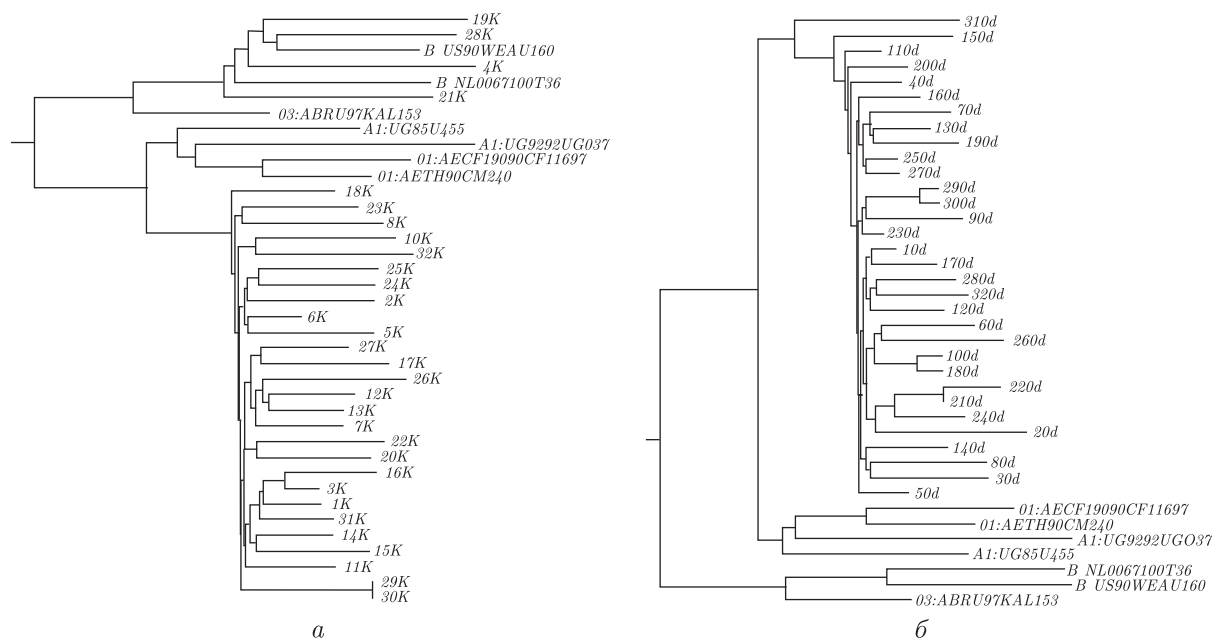 19K
28K
B_US90WEAU160
4K
B_NL0067100T36
21K
03:ABRU97KAL153
A1:UG85U455
A1:UG9292UG037
01:AECF19090CF11697
01:AETH90CM240
18K
23K
8K
10K
32K
25K
24K
2K
6K
5K
27K
17K
26K
12K
13K
7K
22K
20K
16K
3K
1K
31K
14K
15K
11K
29K
30K
а
310d
150d
110d
200d
40d
160d
70d
130d
190d
250d
270d
290d
300d
90d
230d
10d
170d
280d
320d
120d
60d
260d
100d
180d
220d
210d
240d
20d
140d
80d
30d
50d
01:AECF19090CF11697
01:AETH90CM240
A1:UG9292UGO37
A1:UG85U455
B_NL0067100T36
B_US90WEAU160
03:ABRU97KAL153
б